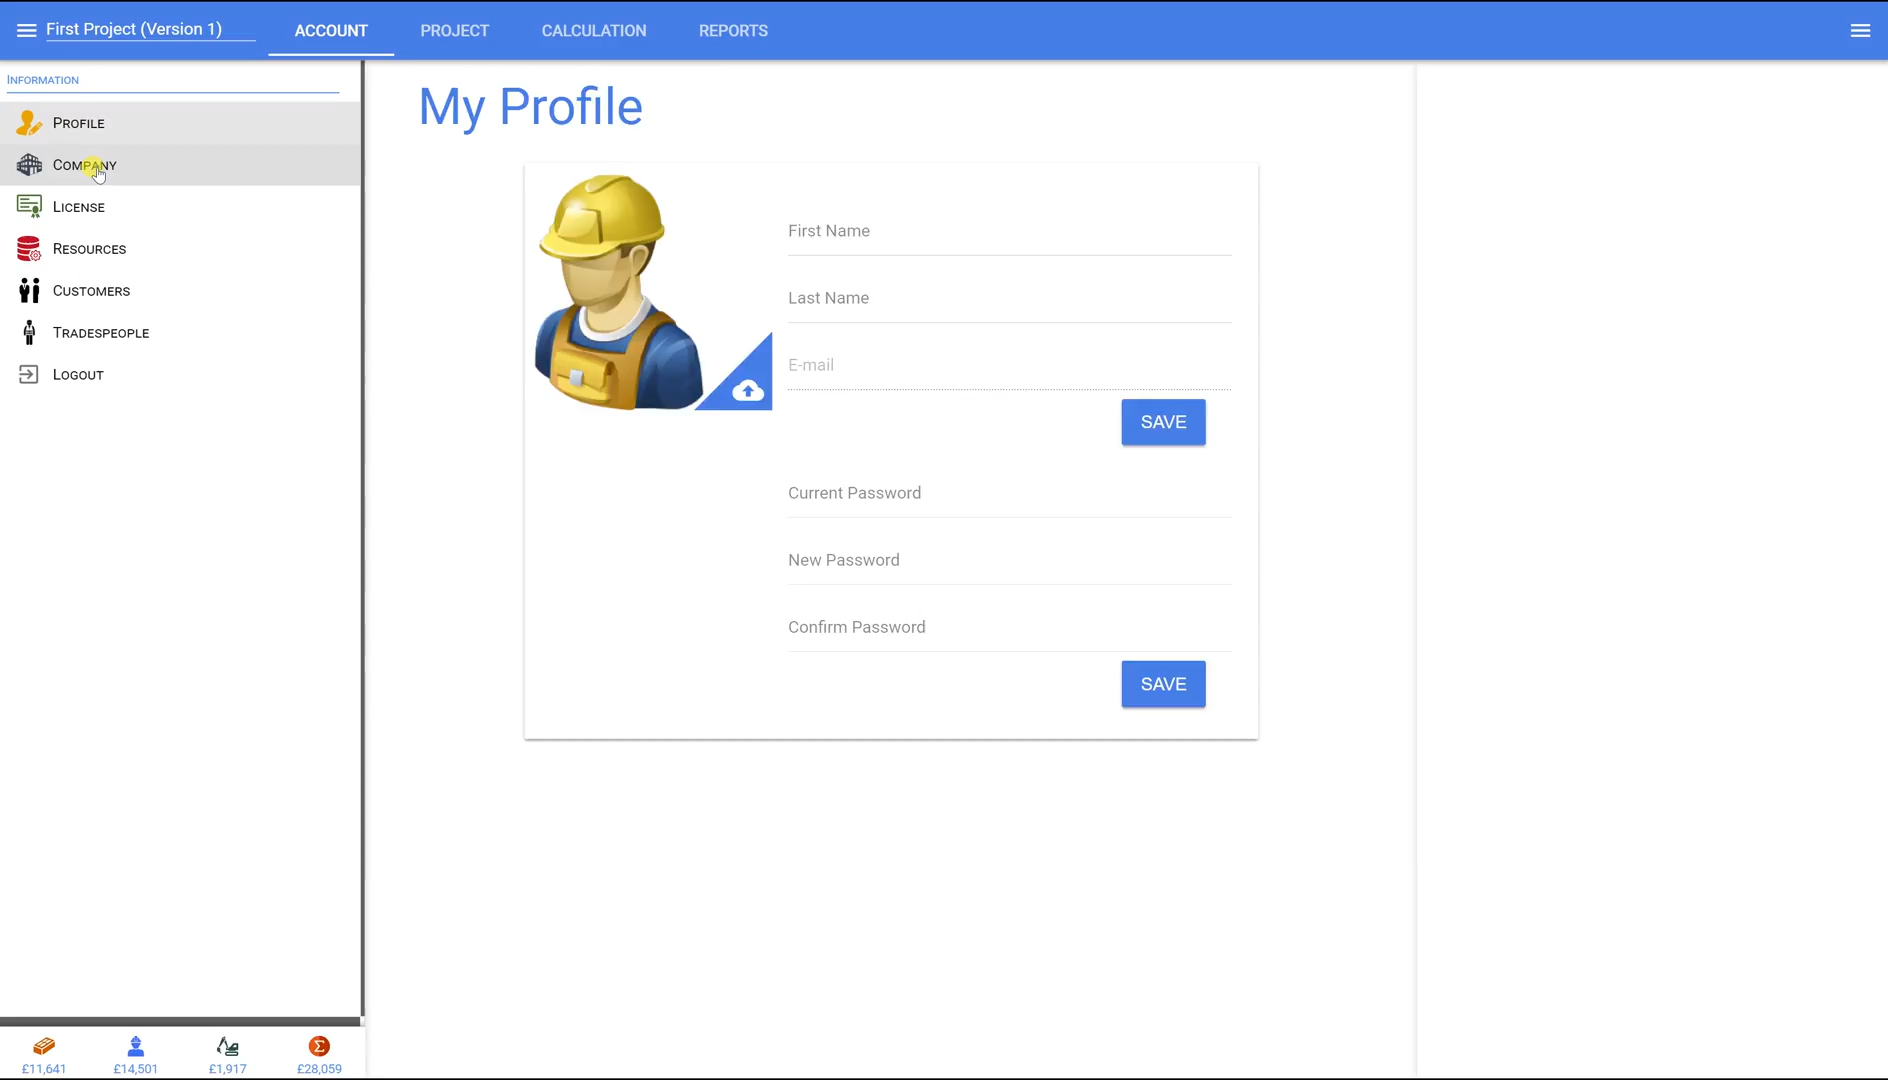 First Project (Version 1)
ACCOUNT
PROJECT
CALCULATION
REPORTS
INFORMATION
PROFILE
COMPANY
LICENSE
RESOURCES
CUSTOMERS
TRADESPEOPLE
LOGOUT
My Profile
First Name
Last Name
E-mail
SAVE
Current Password
New Password
Confirm Password
SAVE
£11,641
£14,501
£1,917
£28,059